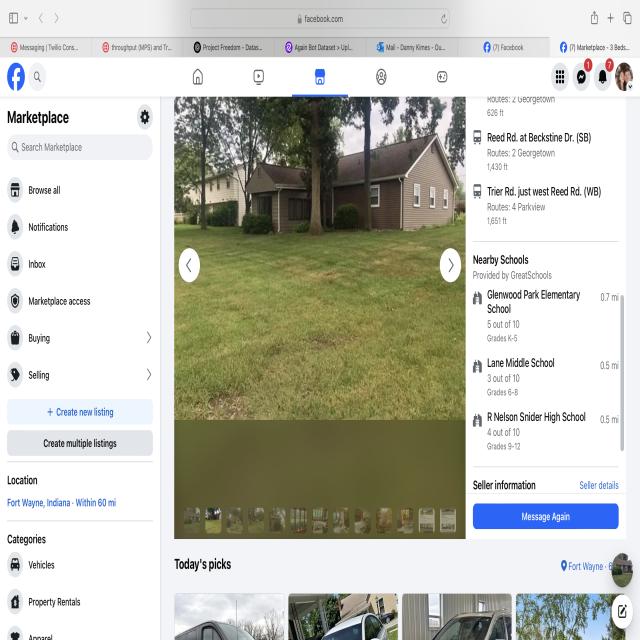 facebook.com
Messaging | Twilio Cons...
throughput (MPS) and Tr...
Project Freedom - Datas...
Again Bot Dataset > Upl...
Mail - Danny Kimes - Ou...
(7) Facebook
(7) Marketplace - 3 Beds...
1
7
Marketplace
Search Marketplace
Browse all
Notifications
Inbox
Marketplace access
Buying
Selling
+ Create new listing
Create multiple listings
Location
Fort Wayne, Indiana · Within 60 mi
Categories
Vehicles
Property Rentals
Apparel
Routes: 2 Georgetown
626 ft
Reed Rd. at Beckstine Dr. (SB)
Routes: 2 Georgetown
1,430 ft
Trier Rd. just west Reed Rd. (WB)
Routes: 4 Parkview
1,651 ft
Nearby Schools
Provided by GreatSchools
Glenwood Park Elementary 0.7 mi
School
5 out of 10
Grades K-5
Lane Middle School 0.5 mi
3 out of 10
Grades 6-8
R Nelson Snider High School 0.5 mi
4 out of 10
Grades 9-12
Seller information Seller details
Message Again
Today's picks
Fort Wayne ·